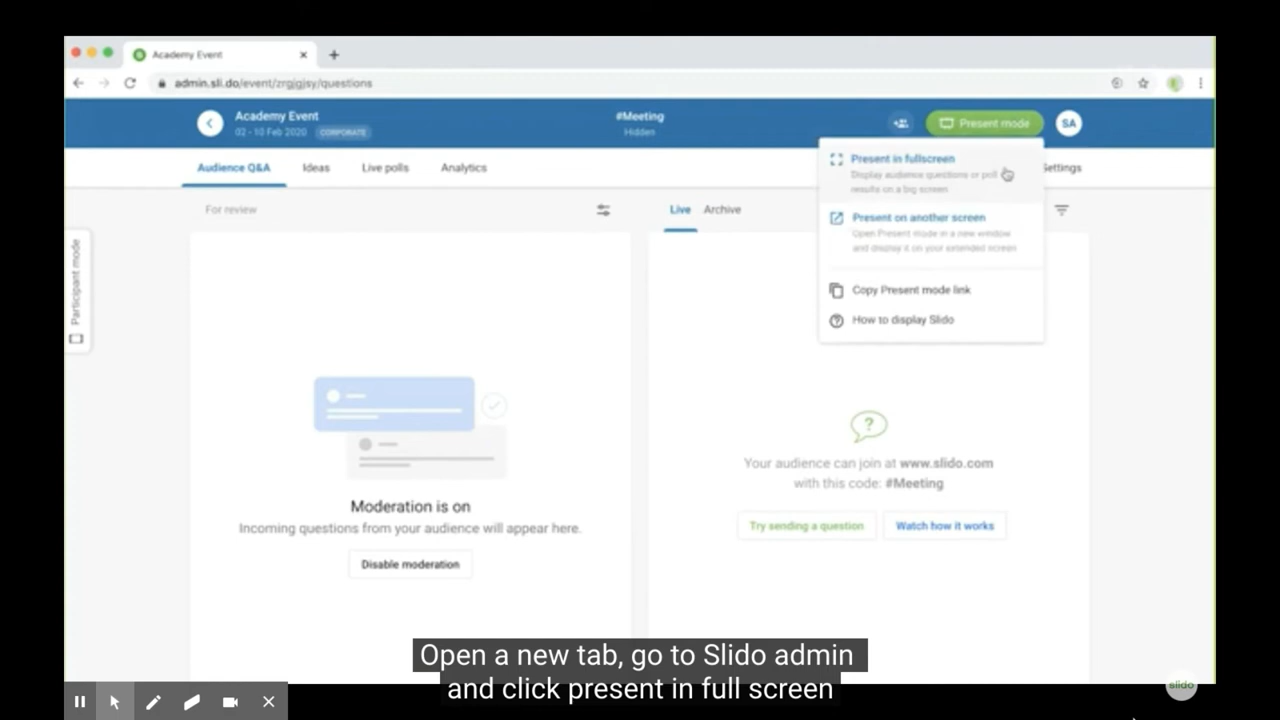 Academy Event
admin.sli.do/event/zrgjgjsy/questions
Academy Event
02 - 10 Feb 2020 CORPORATE
#Meeting
Hidden
Present mode
SA
Audience Q&A
Ideas
Live polls
Analytics
Settings
Present in fullscreen
Display audience questions or poll
results on a big screen
Present on another screen
Open Present mode in a new window
and display it on your extended screen
Copy Present mode link
How to display Slido
Participant mode
For review
Live
Archive
Moderation is on
Incoming questions from your audience will appear here.
Disable moderation
?
Your audience can join at www.slido.com
with this code: #Meeting
Try sending a question
Watch how it works
Open a new tab, go to Slido admin
and click present in full screen
slido